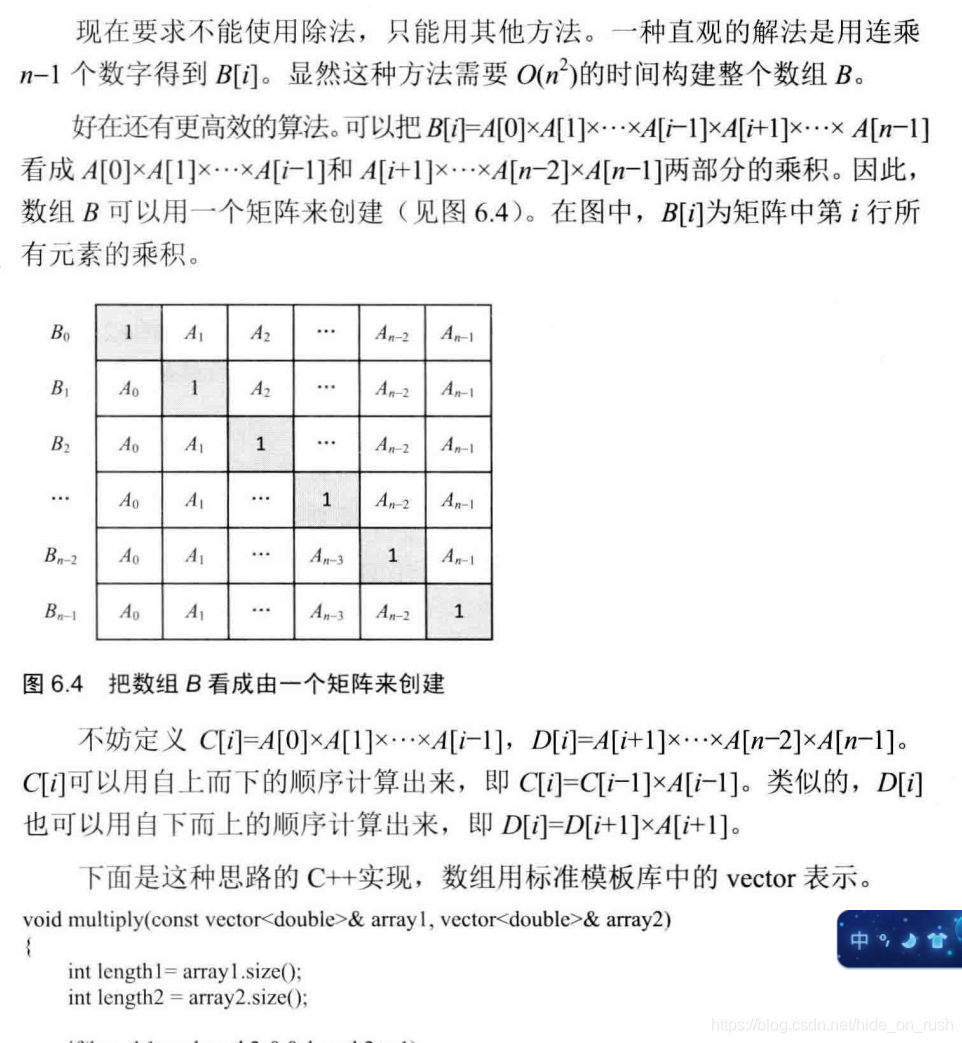 现在要求不能使用除法，只能用其他方法。一种直观的解法是用连乘
n−1 个数字得到 B[i]。显然这种方法需要 O(n²)的时间构建整个数组 B。
好在还有更高效的算法。可以把 B[i]=A[0]×A[1]×···×A[i−1]×A[i+1]×···× A[n−1]
看成 A[0]×A[1]×···×A[i−1]和 A[i+1]×···×A[n−2]×A[n−1]两部分的乘积。因此，
数组 B 可以用一个矩阵来创建（见图 6.4）。在图中，B[i]为矩阵中第 i 行所
有元素的乘积。
B₀ 1 A₁ A₂ ··· Aₙ₋₂ Aₙ₋₁
B₁ A₀ 1 A₂ ··· Aₙ₋₂ Aₙ₋₁
B₂ A₀ A₁ 1 ··· Aₙ₋₂ Aₙ₋₁
··· A₀ A₁ ··· 1 Aₙ₋₂ Aₙ₋₁
Bₙ₋₂ A₀ A₁ ··· Aₙ₋₃ 1 Aₙ₋₁
Bₙ₋₁ A₀ A₁ ··· Aₙ₋₃ Aₙ₋₂ 1
图 6.4 把数组 B 看成由一个矩阵来创建
不妨定义 C[i]=A[0]×A[1]×···×A[i−1]，D[i]=A[i+1]×···×A[n−2]×A[n−1]。
C[i]可以用自上而下的顺序计算出来，即 C[i]=C[i−1]×A[i−1]。类似的，D[i]
也可以用自下而上的顺序计算出来，即 D[i]=D[i+1]×A[i+1]。
下面是这种思路的 C++实现，数组用标准模板库中的 vector 表示。
void multiply(const vector<double>& array1, vector<double>& array2)
{
int length1= array1.size();
int length2 = array2.size();
中
https://blog.csdn.net/hide_on_rush